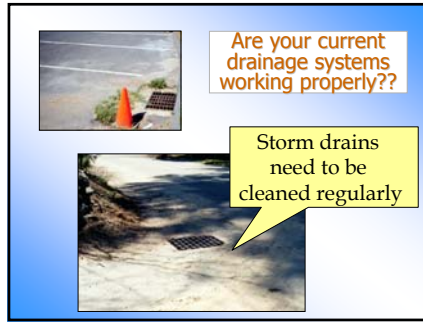 Are your current
drainage systems
working properly??
Storm drains
need to be
cleaned regularly